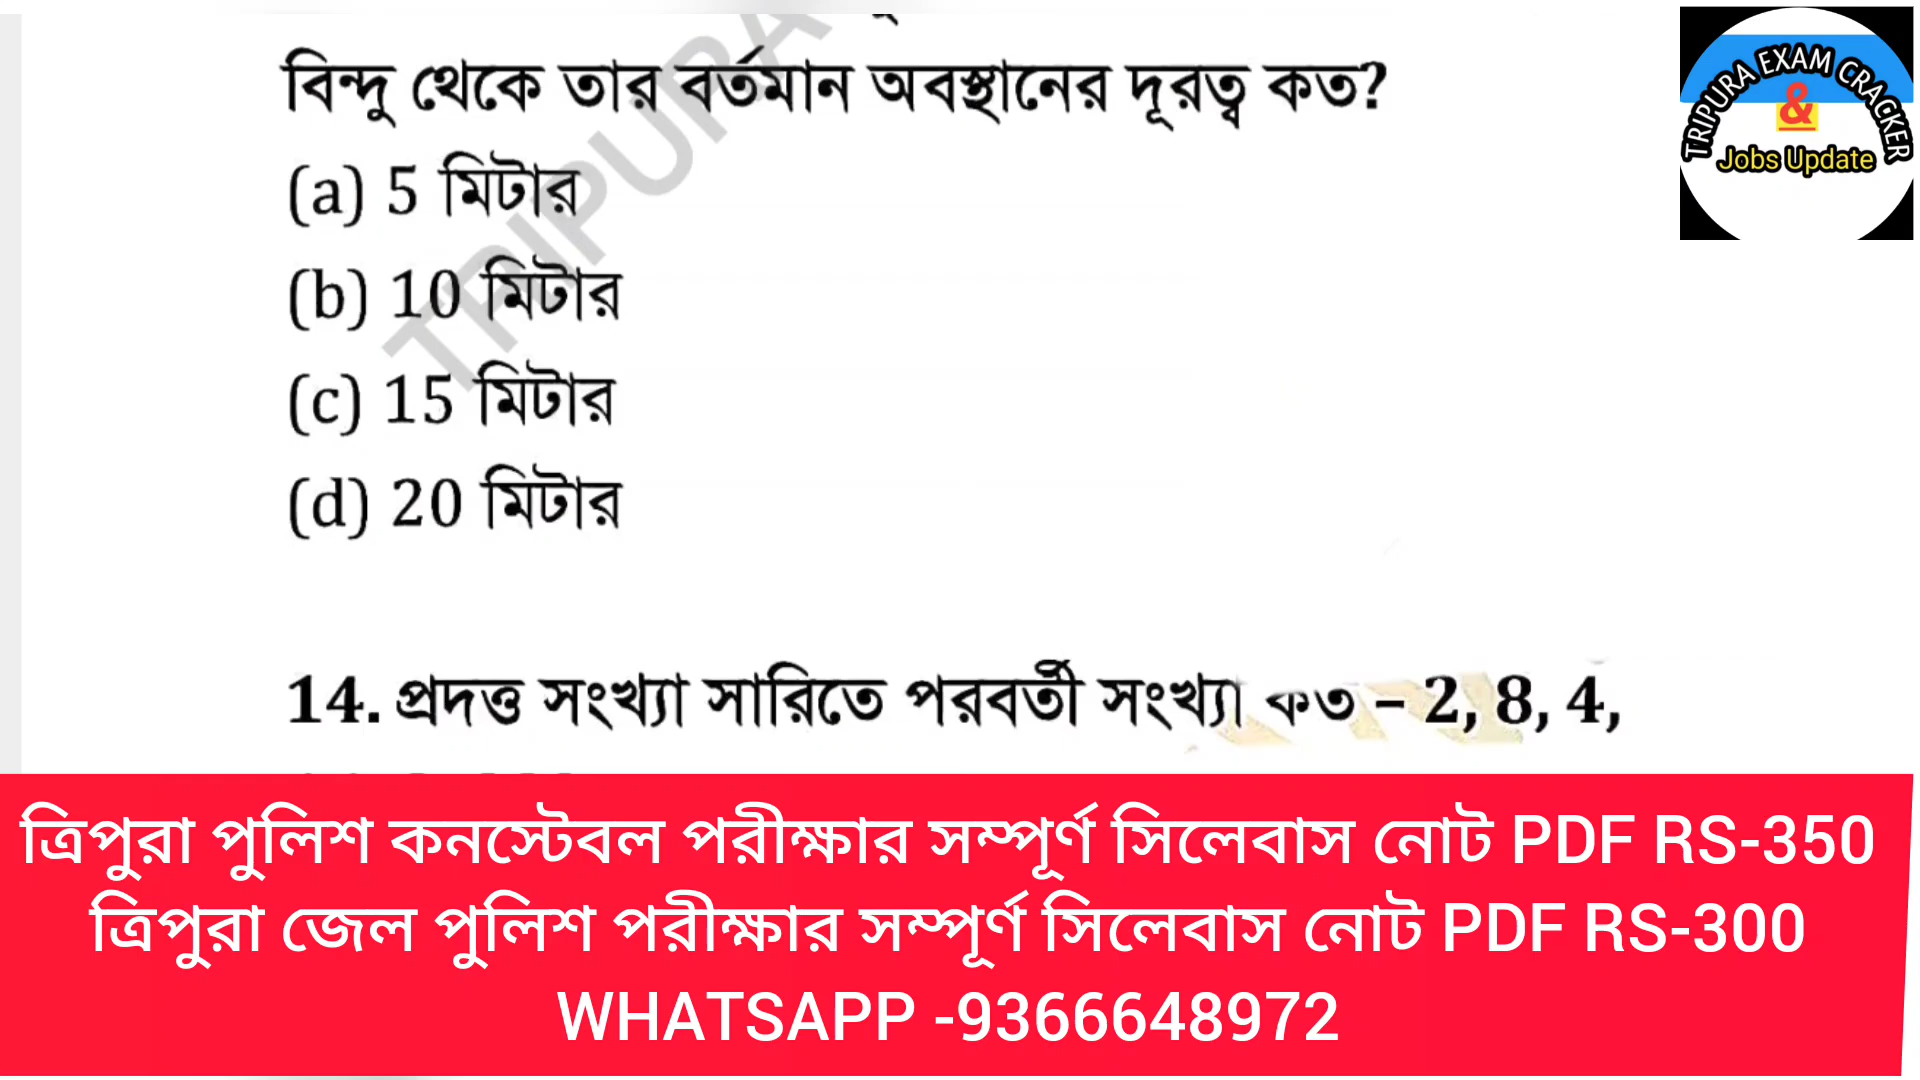 বিন্দু থেকে তার বর্তমান অবস্থানের দূরত্ব কত?
(a) 5 মিটার
(b) 10 মিটার
(c) 15 মিটার
(d) 20 মিটার
TRIPURA
TRIPURA EXAM CRACKER
&
Jobs Update
14. প্রদত্ত সংখ্যা সারিতে পরবর্তী সংখ্যা কত – 2, 8, 4,
ত্রিপুরা পুলিশ কনস্টেবল পরীক্ষার সম্পূর্ণ সিলেবাস নোট PDF RS-350
ত্রিপুরা জেল পুলিশ পরীক্ষার সম্পূর্ণ সিলেবাস নোট PDF RS-300
WHATSAPP -9366648972